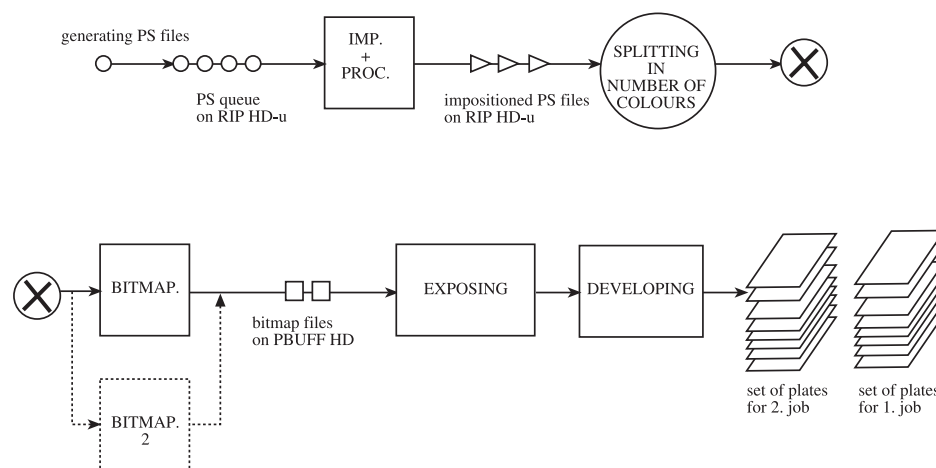 generating PS files
IMP.
+
PROC.
PS queue
on RIP HD-u
impositioned PS files
on RIP HD-u
SPLITTING
IN
NUMBER OF
COLOURS
BITMAP.
bitmap files
on PBUFF HD
EXPOSING
DEVELOPING
BITMAP.
2
set of plates
for 2. job
set of plates
for 1. job